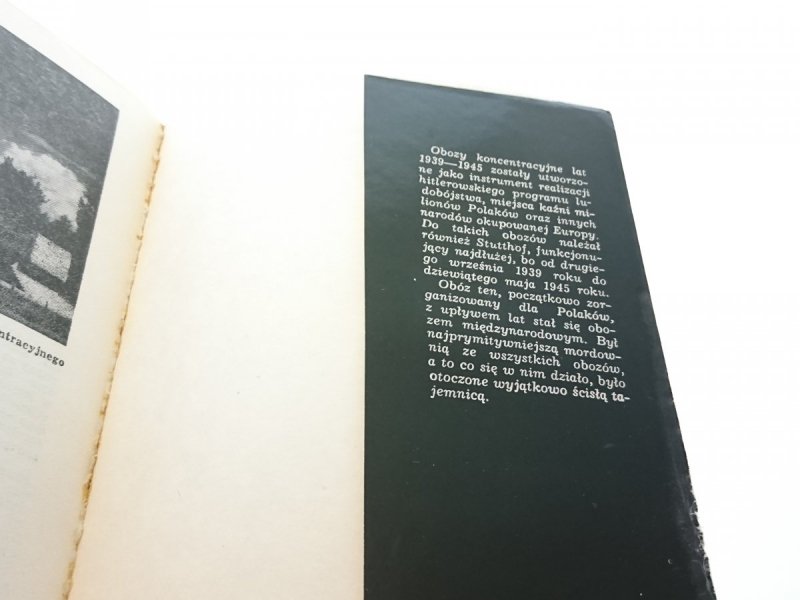 ntracyjnego
Obozy koncentracyjne lat
1939—1945 zostały utworzo-
ne jako instrument realizacji
hitlerowskiego programu lu-
dobójstwa, miejsca kaźni mi-
lionów Polaków oraz innych
narodów okupowanej Europy.
Do takich obozów należał
również Stutthof, funkcjonu-
jący najdłużej, bo od drugie-
go września 1939 roku do
dziewiątego maja 1945 roku.
Obóz ten, początkowo zor-
ganizowany dla Polaków,
z upływem lat stał się obo-
zem międzynarodowym. Był
najprymitywniejszą mordow-
nią ze wszystkich obozów,
a to co się w nim działo, było
otoczone wyjątkowo ścisłą ta-
jemnicą.